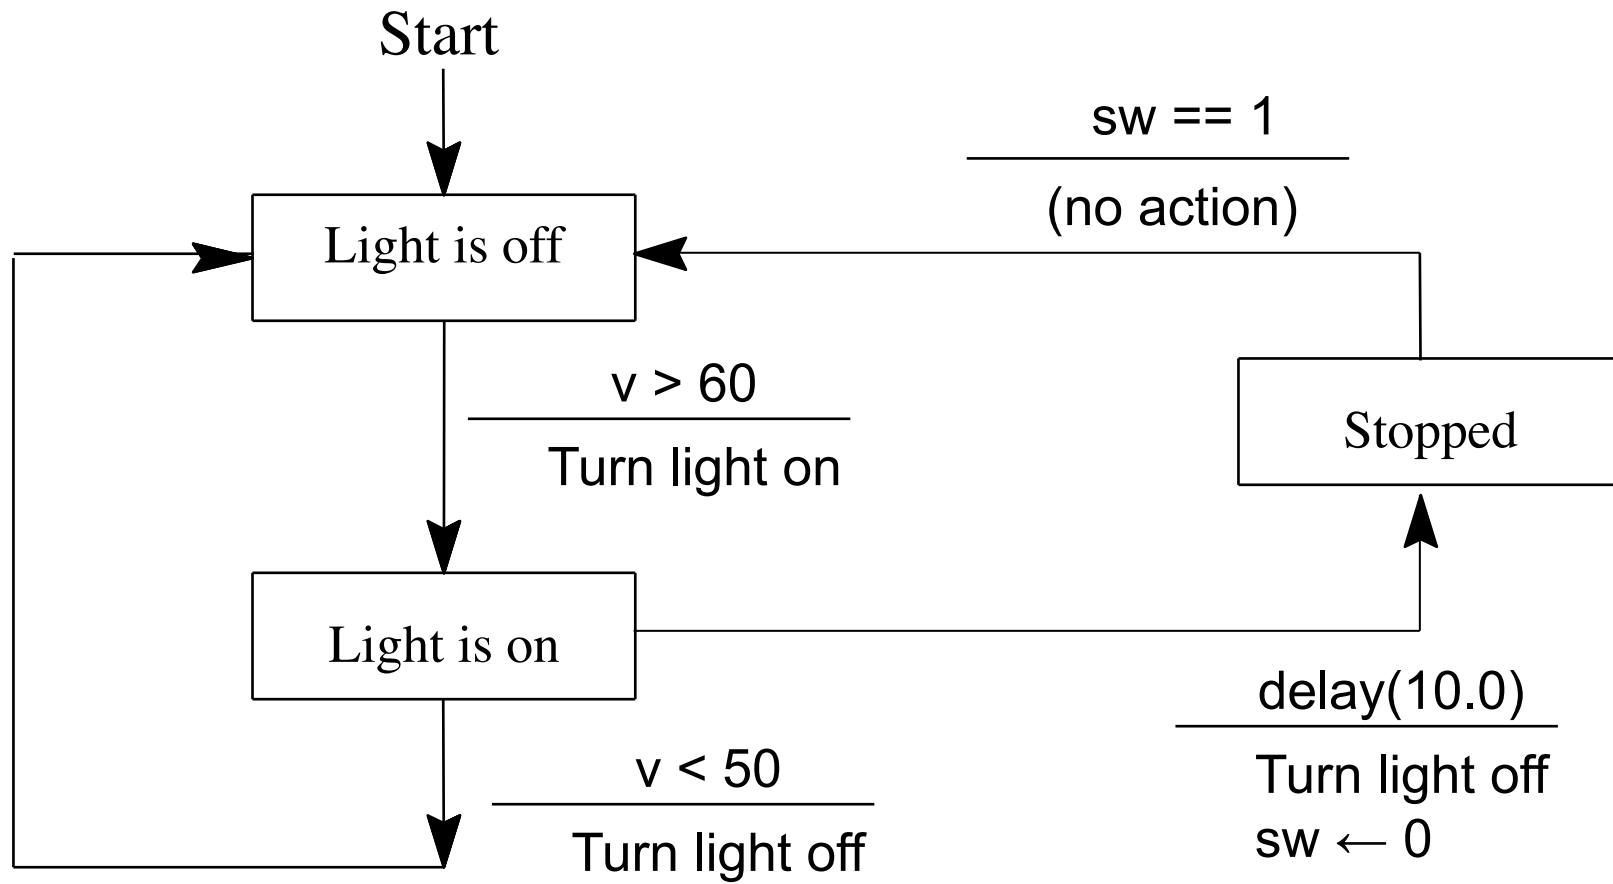 Start
sw == 1
(no action)
Light is off
v > 60
Turn light on
Stopped
Light is on
delay(10.0)
Turn light off
sw ← 0
v < 50
Turn light off